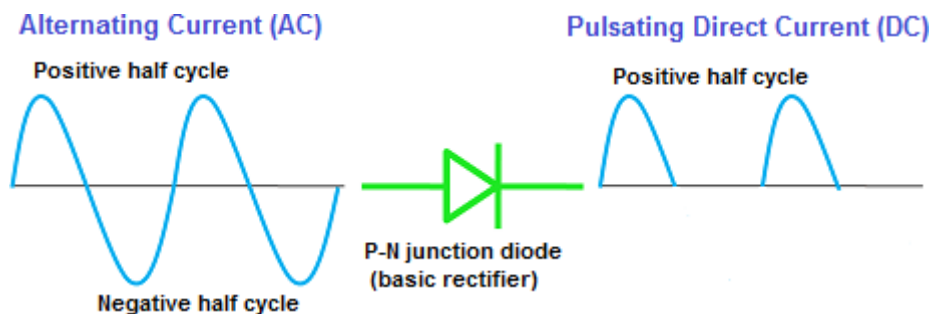 Alternating Current (AC)
Pulsating Direct Current (DC)
Positive half cycle
Positive half cycle
P-N junction diode
(basic rectifier)
Negative half cycle